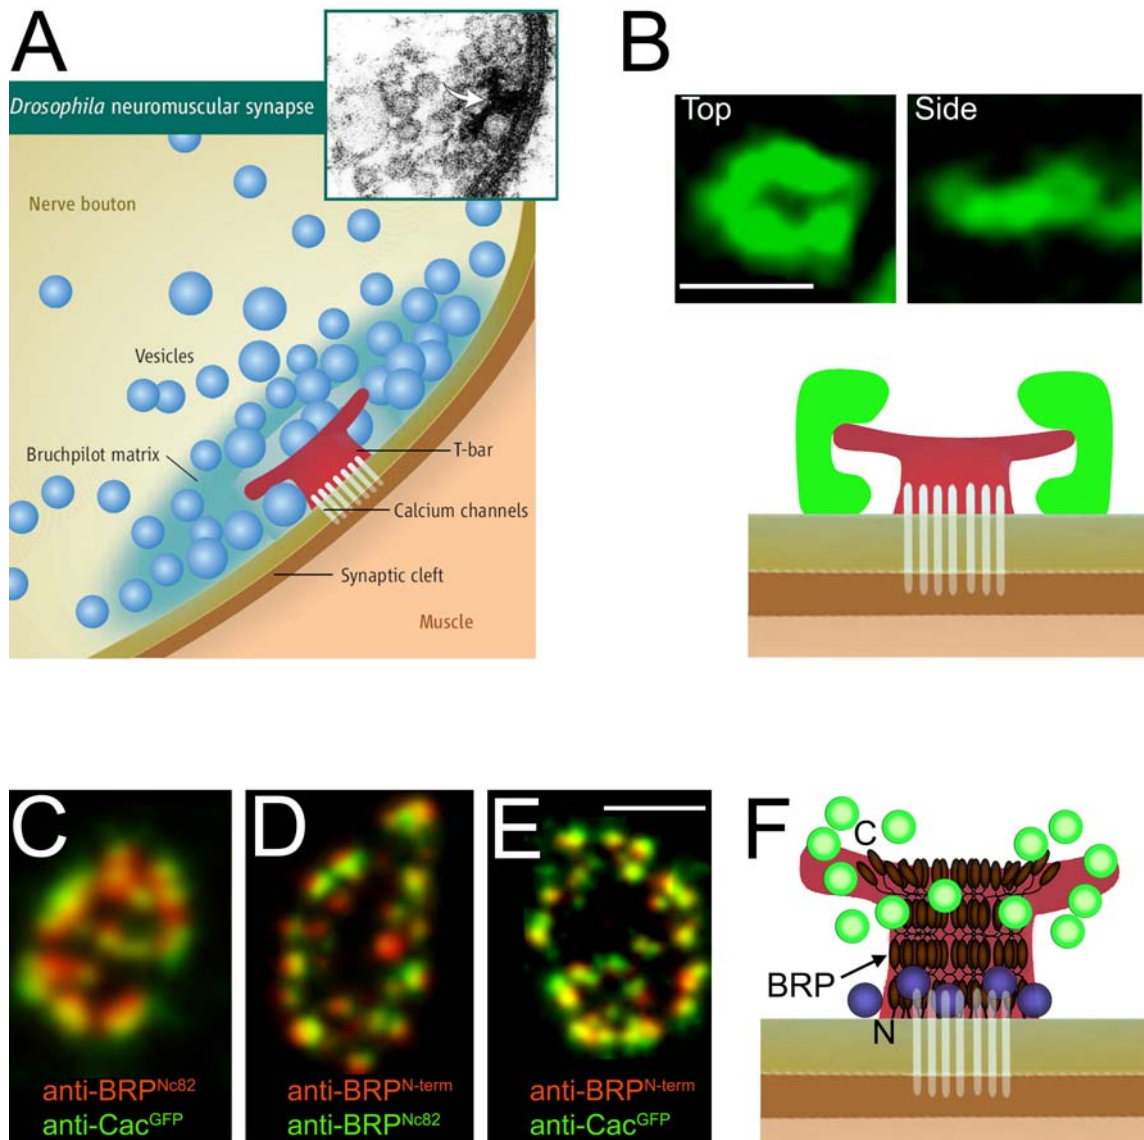 A
Drosophila neuromuscular synapse
Nerve bouton
Vesicles
Bruchpilot matrix
T-bar
Calcium channels
Synaptic cleft
Muscle
B
Top
Side
C
anti-BRPNc82
anti-CacGFP
D
anti-BRPN-term
anti-BRPNc82
E
anti-BRPN-term
anti-CacGFP
F
C
BRP
N